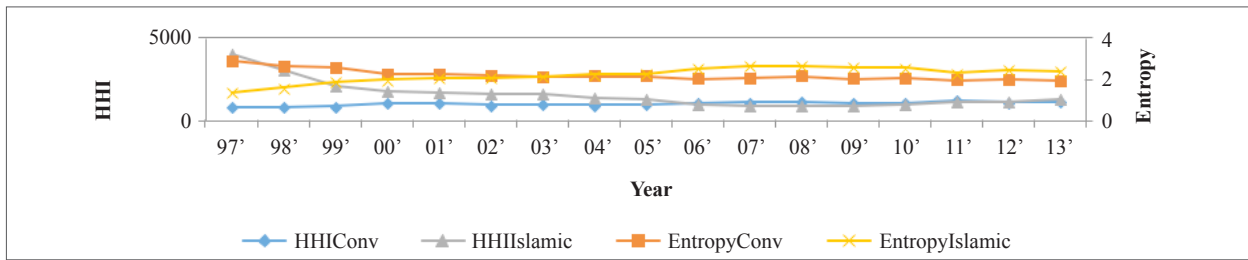 5000
0
HHI
4
2
0
Entropy
97’ 98’ 99’ 00’ 01’ 02’ 03’ 04’ 05’ 06’ 07’ 08’ 09’ 10’ 11’ 12’ 13’
Year
HHIConv HHIIslamic EntropyConv EntropyIslamic